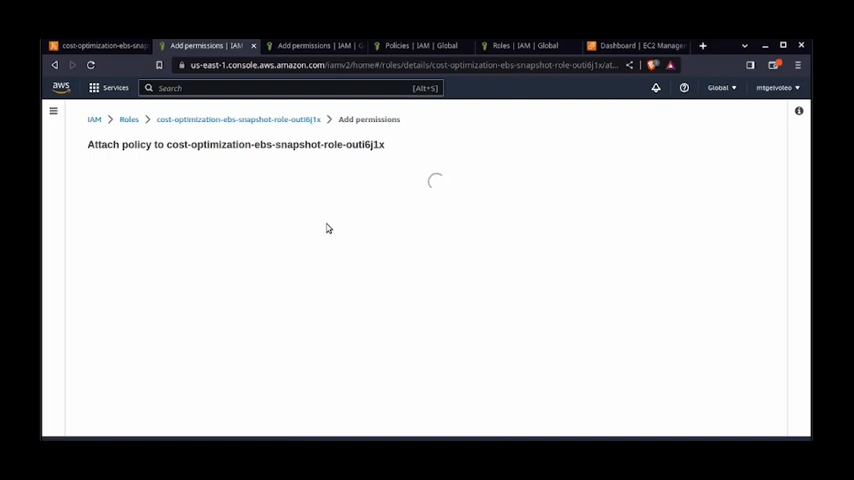 cost-optimization-ebs-snap
Add permissions | IAM
Add permissions | IAM | G
Policies | IAM | Global
Roles | IAM | Global
Dashboard | EC2 Manager
us-east-1.console.aws.amazon.com/iamv2/home#/roles/details/cost-optimization-ebs-snapshot-role-outi6j1x/at...
aws
Services
Search
[Alt+S]
Global
IAM
Roles
cost-optimization-ebs-snapshot-role-outi6j1x
Add permissions
Attach policy to cost-optimization-ebs-snapshot-role-outi6j1x